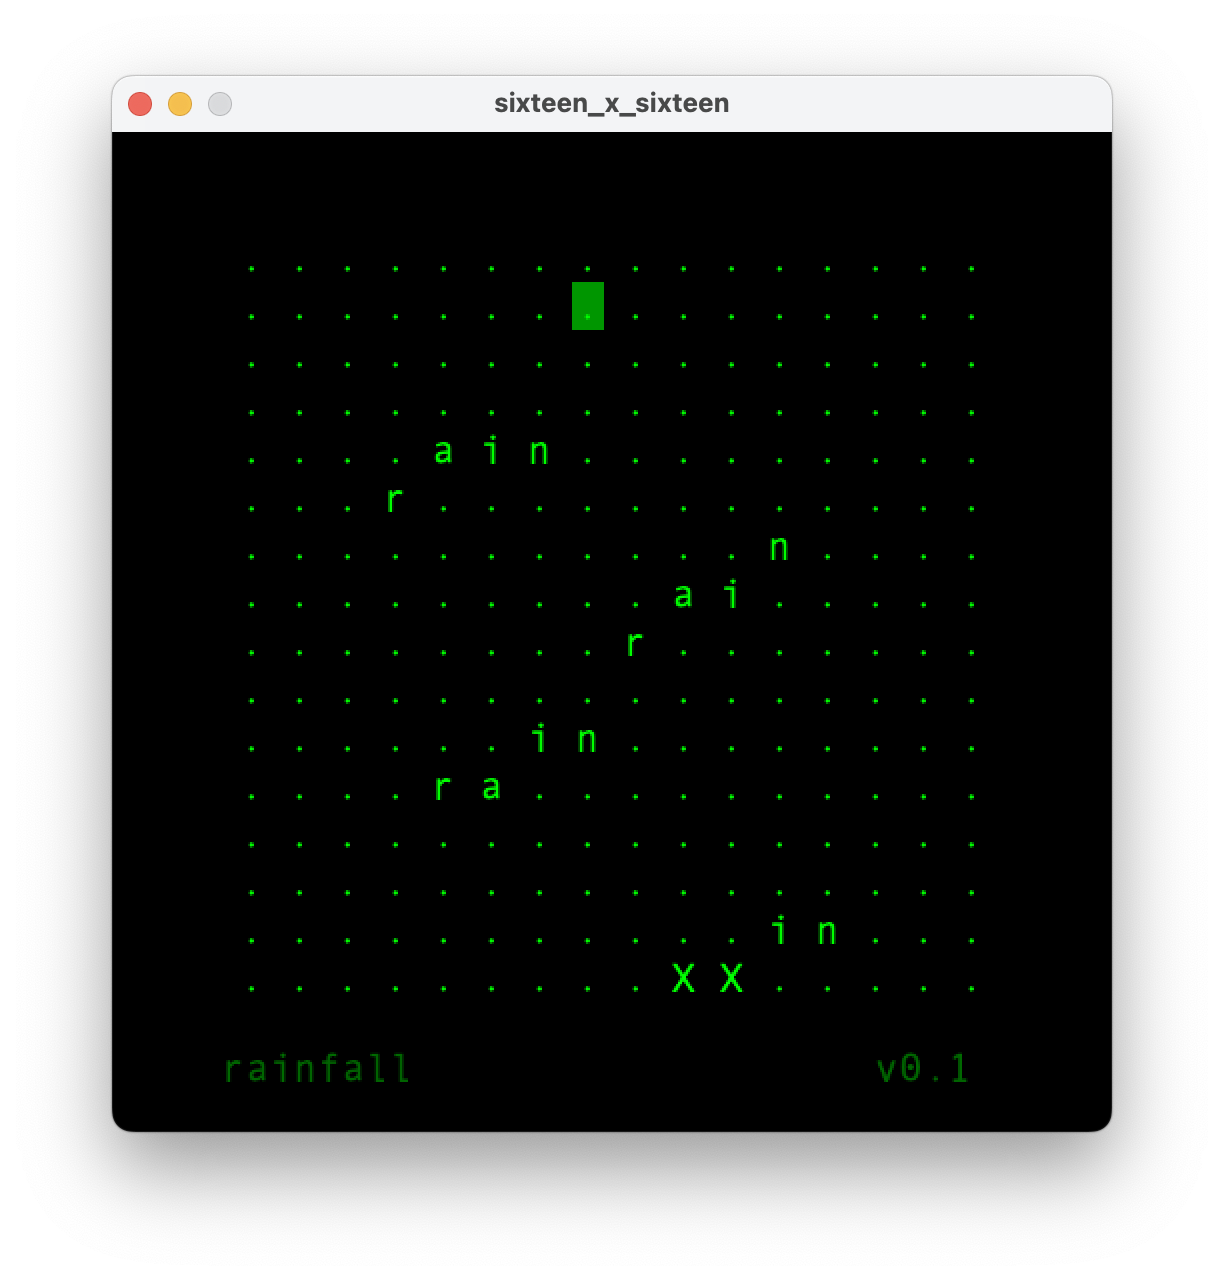 sixteen_x_sixteen
. . . . . . . . . . . . . . . .
. . . . . . . . . . . . . . . .
. . . . . . . . . . . . . . . .
. . . . . . . . . . . . . . . .
. . . . a i n . . . . . . . . .
. . . r . . . . . . . . . . . .
. . . . . . . . . . . n . . . .
. . . . . . . . . a i . . . . .
. . . . . . . . r . . . . . . .
. . . . . . . . . . . . . . . .
. . . . . . i n . . . . . . . .
. . . . r a . . . . . . . . . .
. . . . . . . . . . . . . . . .
. . . . . . . . . . . . . . . .
. . . . . . . . . . . i n . . .
. . . . . . . . . X X . . . . .
rainfall v0.1